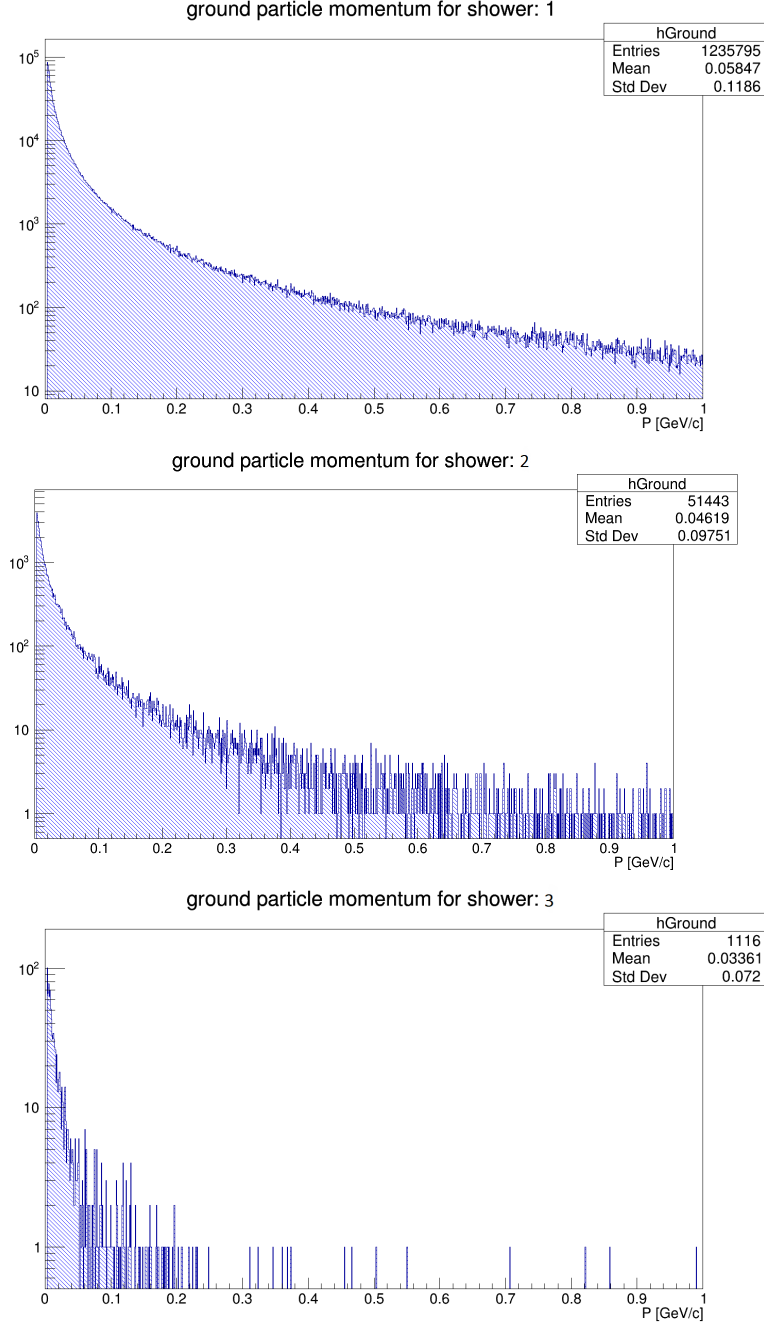 ground particle momentum for shower: 1
hGround
Entries 1235795
Mean 0.05847
Std Dev 0.1186
10^5
10^4
10^3
10^2
10
0 0.1 0.2 0.3 0.4 0.5 0.6 0.7 0.8 0.9 1
P [GeV/c]
ground particle momentum for shower: 2
hGround
Entries 51443
Mean 0.04619
Std Dev 0.09751
10^3
10^2
10
1
0 0.1 0.2 0.3 0.4 0.5 0.6 0.7 0.8 0.9 1
P [GeV/c]
ground particle momentum for shower: 3
hGround
Entries 1116
Mean 0.03361
Std Dev 0.072
10^2
10
1
0 0.1 0.2 0.3 0.4 0.5 0.6 0.7 0.8 0.9 1
P [GeV/c]